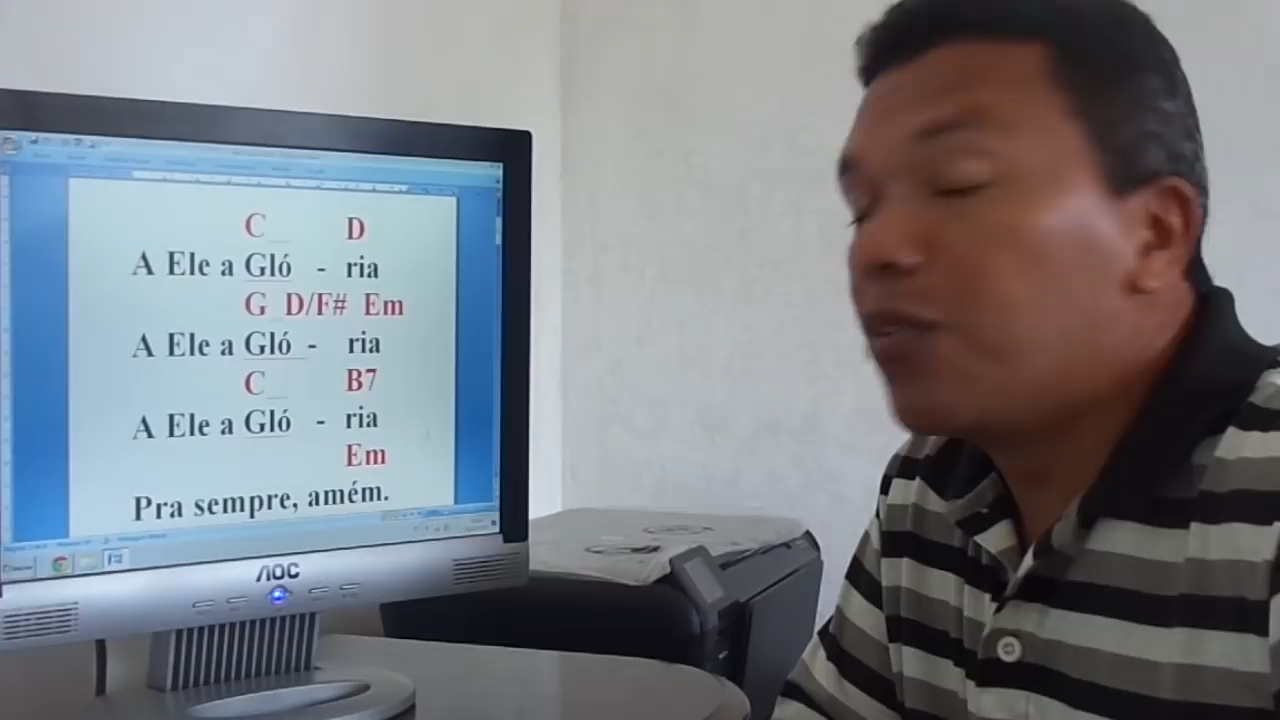 C D
A Ele a Gló - ria
G D/F# Em
A Ele a Gló - ria
C B7
A Ele a Gló - ria
Em
Pra sempre, amém.
AOC